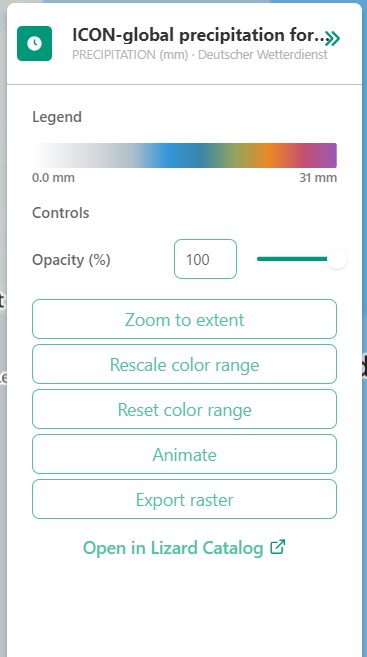 ICON-global precipitation for...
PRECIPITATION (mm) · Deutscher Wetterdienst
Legend
0.0 mm 31 mm
Controls
Opacity (%) 100
Zoom to extent
Rescale color range
Reset color range
Animate
Export raster
Open in Lizard Catalog